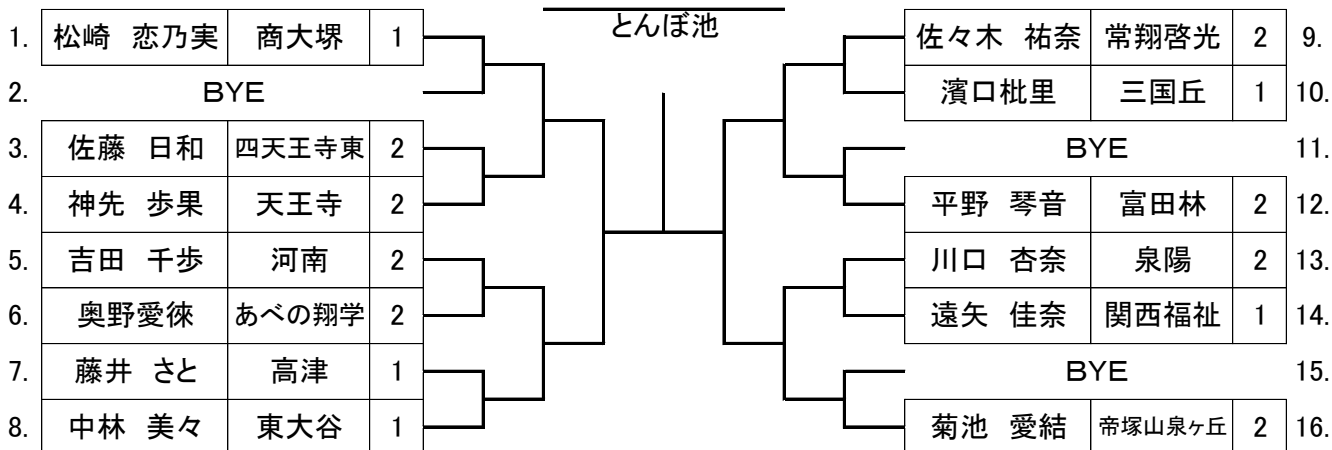 とんぼ池
1. 松崎 恋乃実 商大堺 1
2. BYE
3. 佐藤 日和 四天王寺東 2
4. 神先 歩果 天王寺 2
5. 吉田 千歩 河南 2
6. 奥野愛徠 あべの翔学 2
7. 藤井 さと 高津 1
8. 中林 美々 東大谷 1
佐々木 祐奈 常翔啓光 2 9.
濱口枇里 三国丘 1 10.
BYE 11.
平野 琴音 富田林 2 12.
川口 杏奈 泉陽 2 13.
遠矢 佳奈 関西福祉 1 14.
BYE 15.
菊池 愛結 帝塚山泉ヶ丘 2 16.